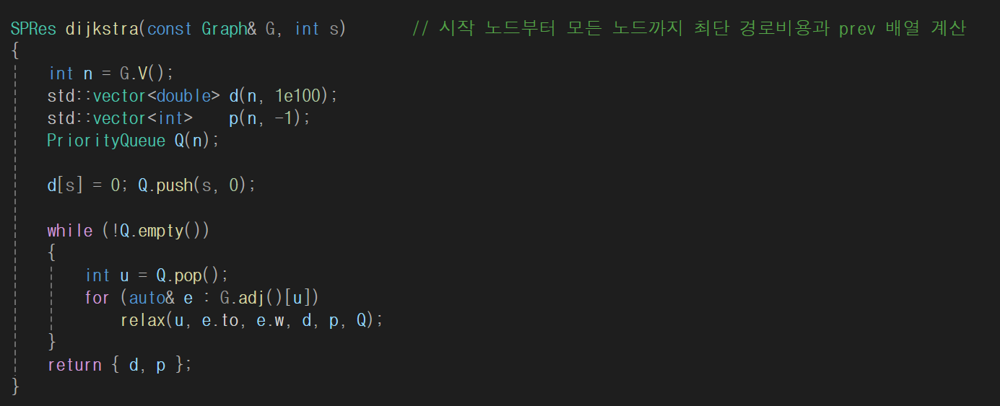 SPRes dijkstra(const Graph& G, int s)      // 시작 노드부터 모든 노드까지 최단 경로비용과 prev 배열 계산
{
    int n = G.V();
    std::vector<double> d(n, 1e100);
    std::vector<int>    p(n, -1);
    PriorityQueue Q(n);
    d[s] = 0; Q.push(s, 0);
    while (!Q.empty())
    {
        int u = Q.pop();
        for (auto& e : G.adj()[u])
            relax(u, e.to, e.w, d, p, Q);
    }
    return { d, p };
}